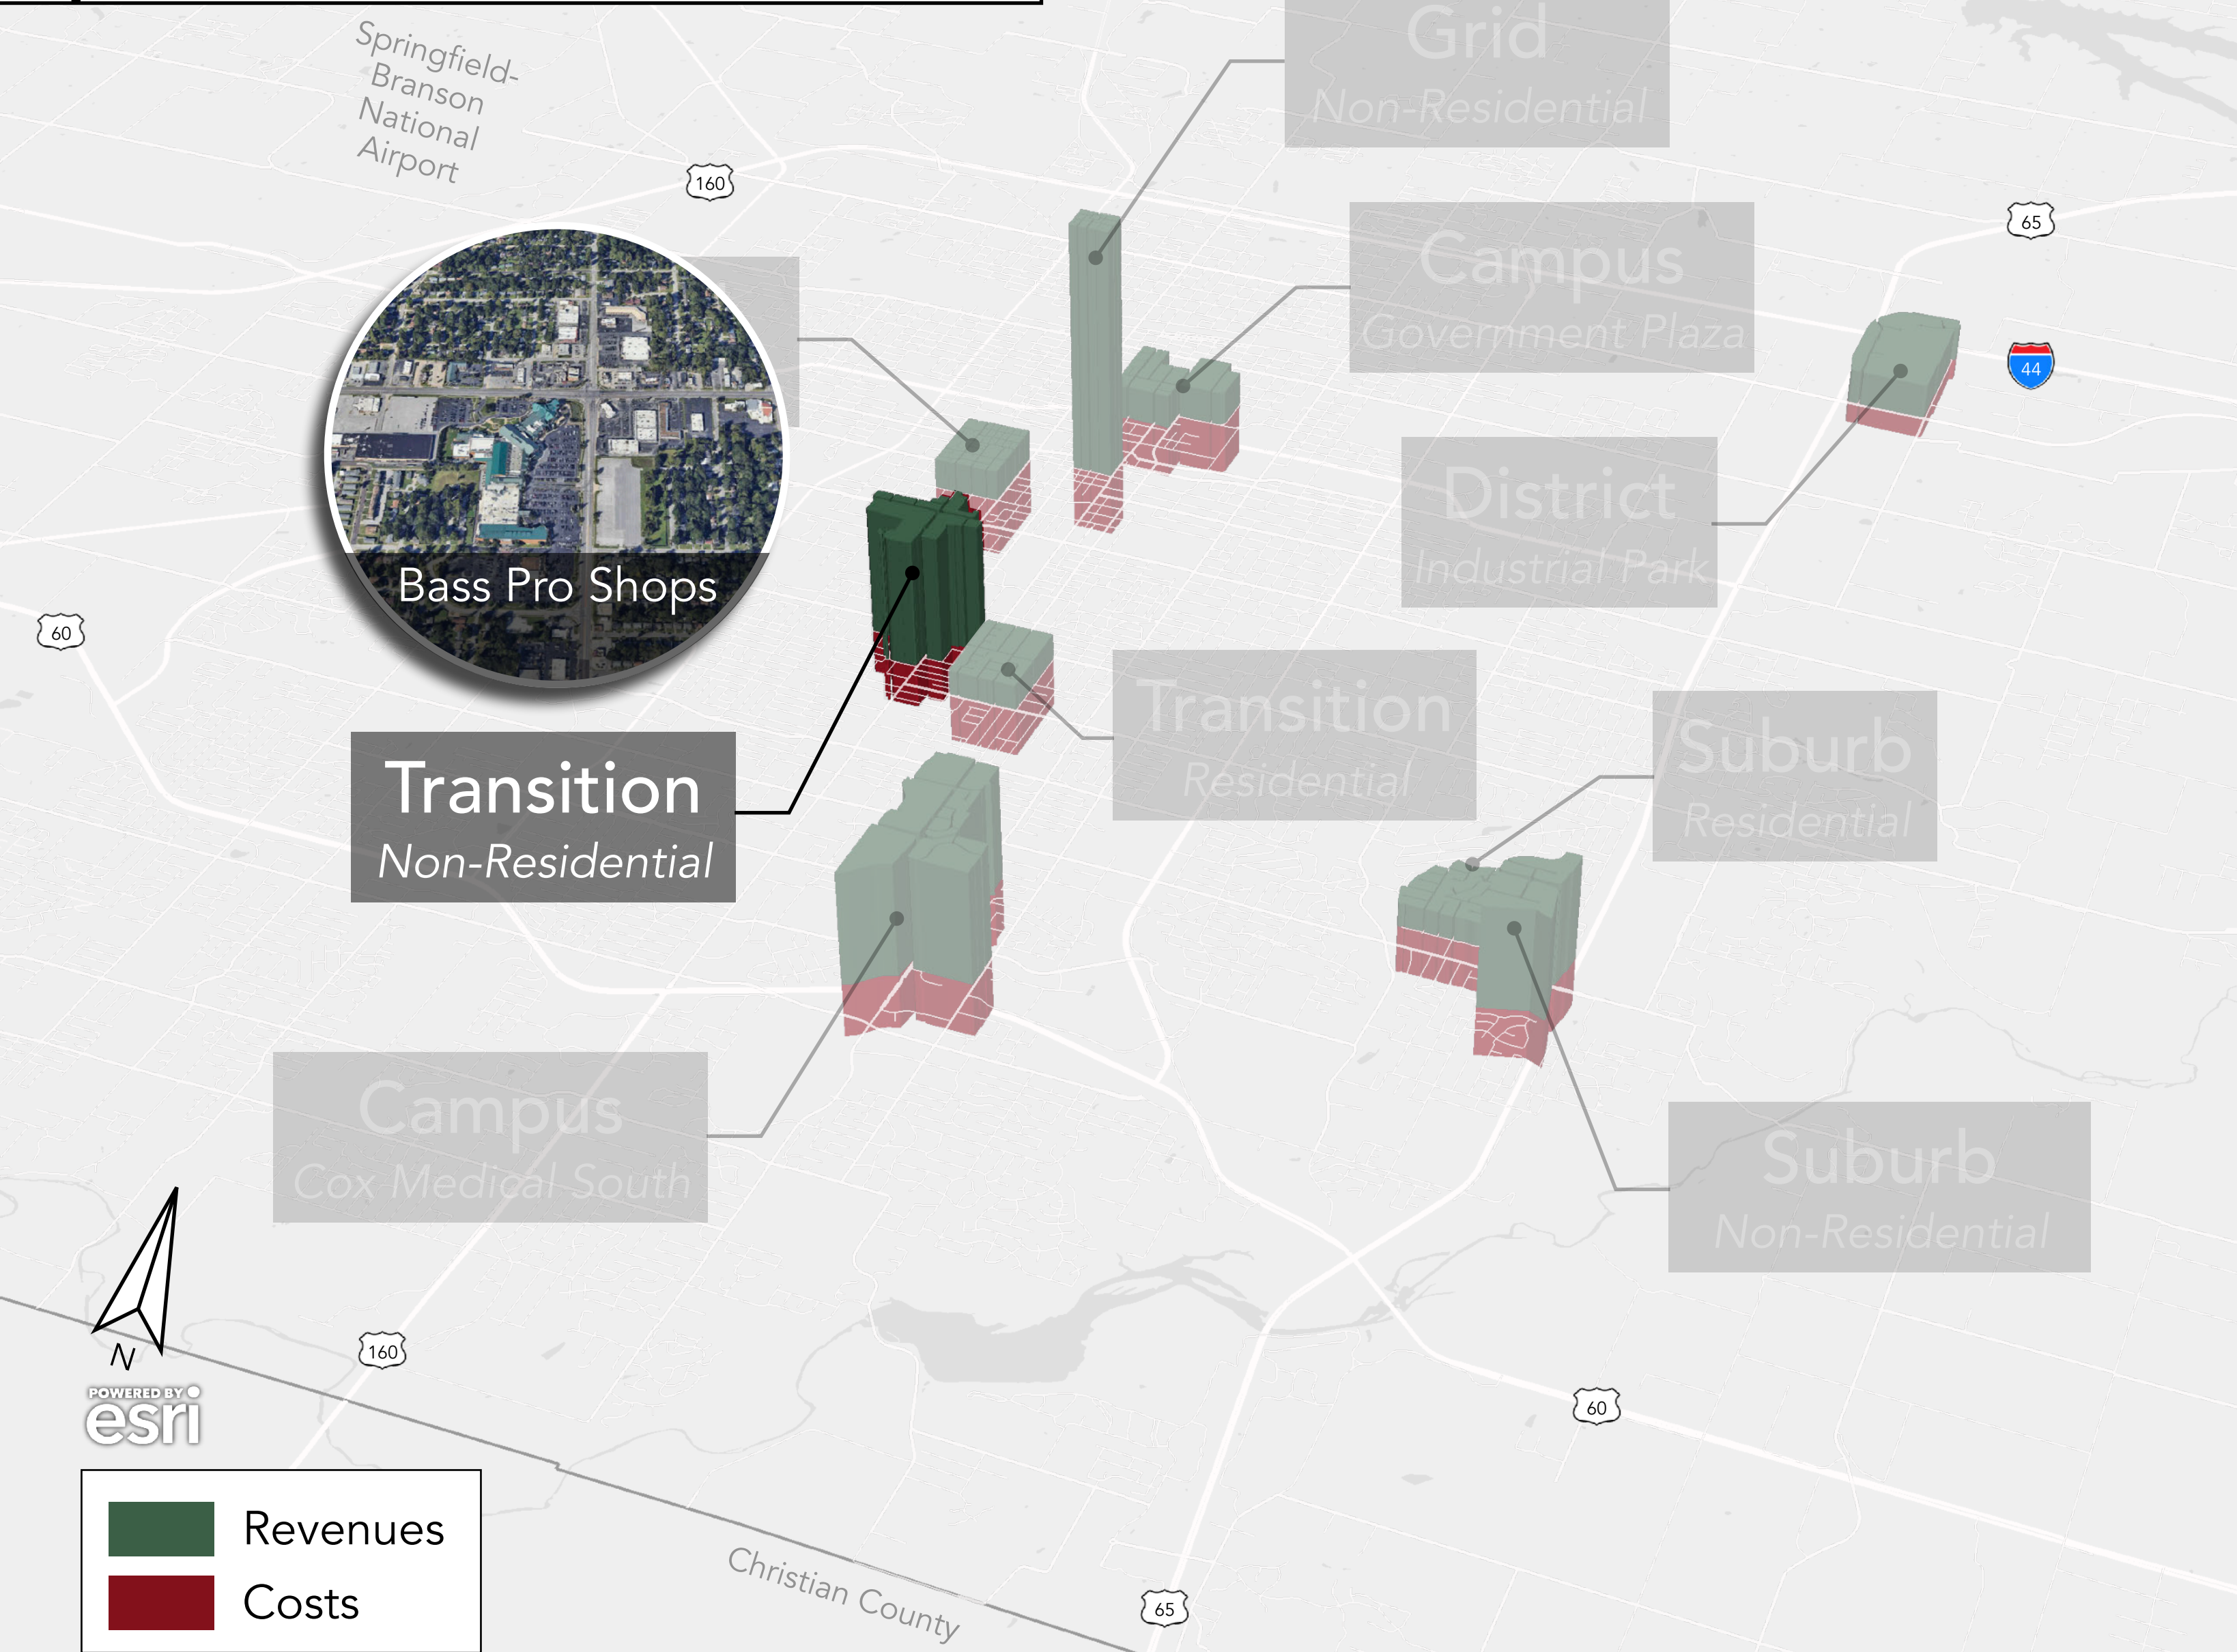 Springfield-
Branson
National
Airport
160
Grid
Non-Residential
Campus
Government Plaza
65
44
District
Industrial Park
Bass Pro Shops
60
Transition
Residential
Suburb
Residential
Transition
Non-Residential
Campus
Cox Medical South
Suburb
Non-Residential
N
160
POWERED BY
esri
60
Revenues
Costs
Christian County
65